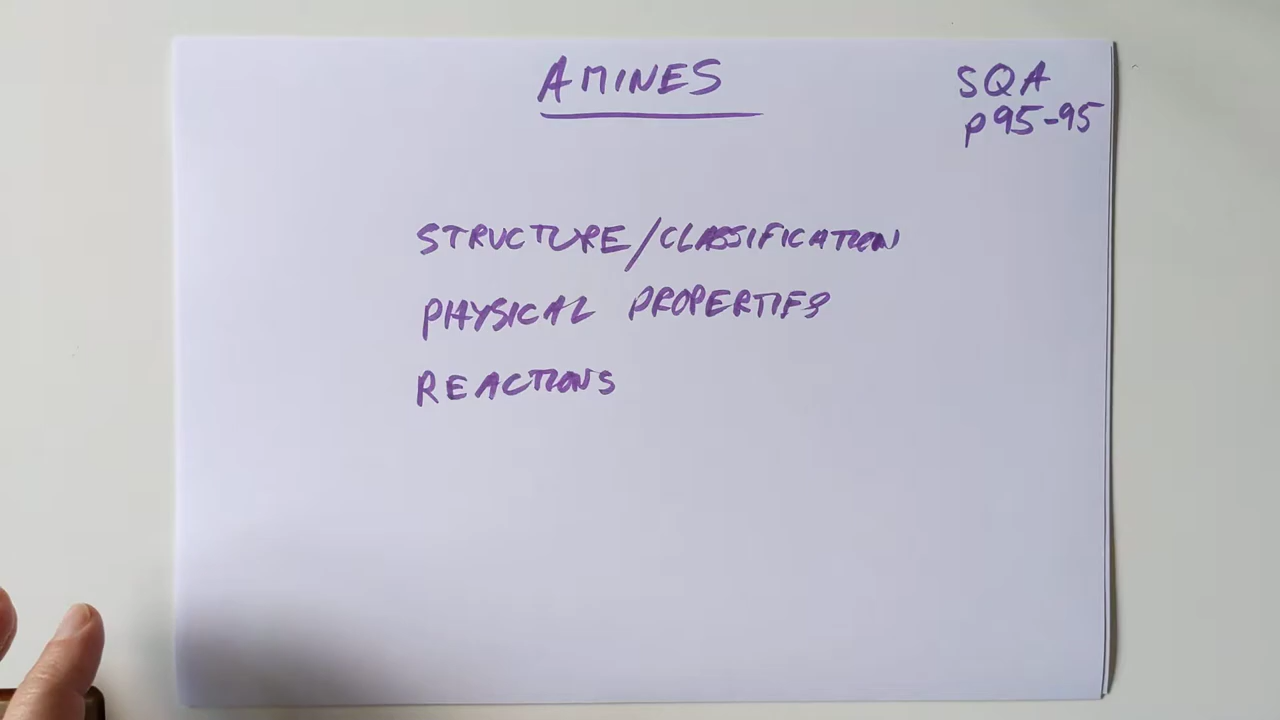 AMINES
SQA
p95-95
STRUCTURE/CLASSIFICATION
PHYSICAL PROPERTIES
REACTIONS